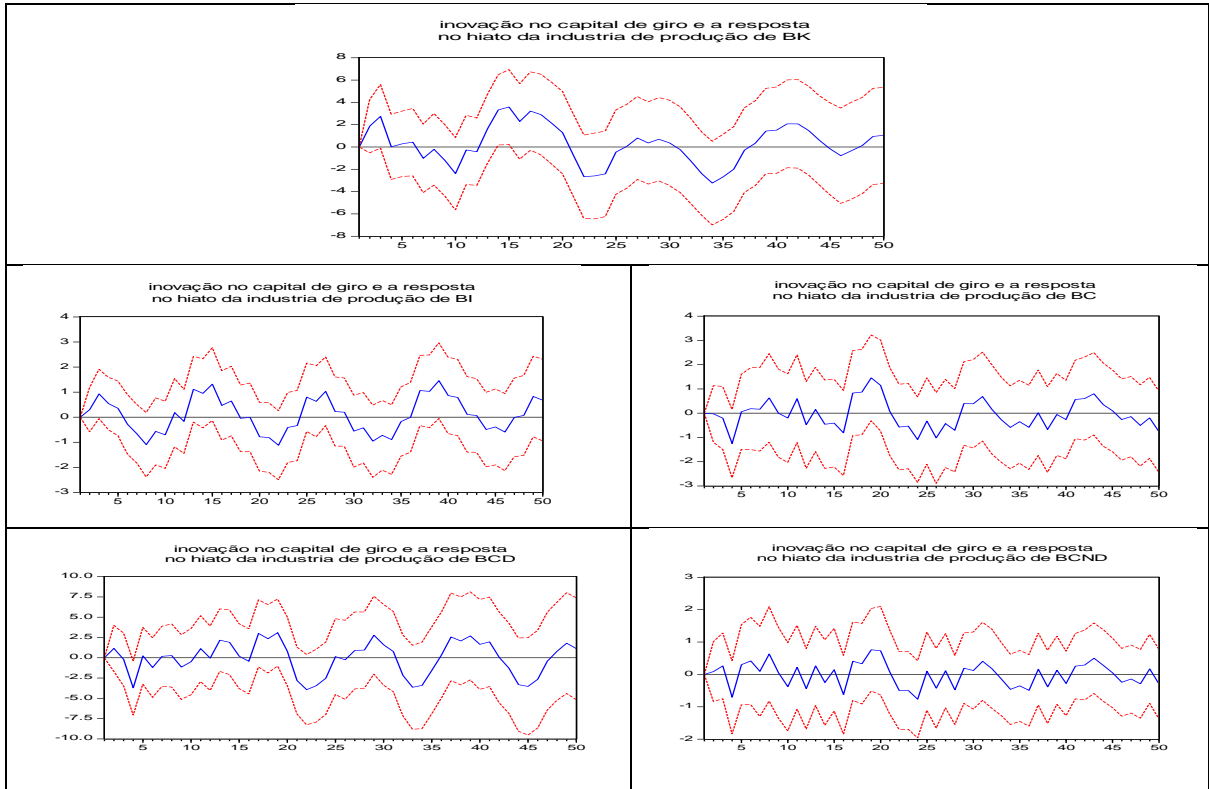 inovação no capital de giro e a resposta
no hiato da industria de produção de BK
8
6
4
2
0
-2
-4
-6
-8
5 10 15 20 25 30 35 40 45 50
inovação no capital de giro e a resposta
no hiato da industria de produção de BI
4
3
2
1
0
-1
-2
-3
5 10 15 20 25 30 35 40 45 50
inovação no capital de giro e a resposta
no hiato da industria de produção de BC
4
3
2
1
0
-1
-2
-3
5 10 15 20 25 30 35 40 45 50
inovação no capital de giro e a resposta
no hiato da industria de produção de BCD
10.0
7.5
5.0
2.5
0.0
-2.5
-5.0
-7.5
-10.0
5 10 15 20 25 30 35 40 45 50
inovação no capital de giro e a resposta
no hiato da industria de produção de BCND
3
2
1
0
-1
-2
5 10 15 20 25 30 35 40 45 50